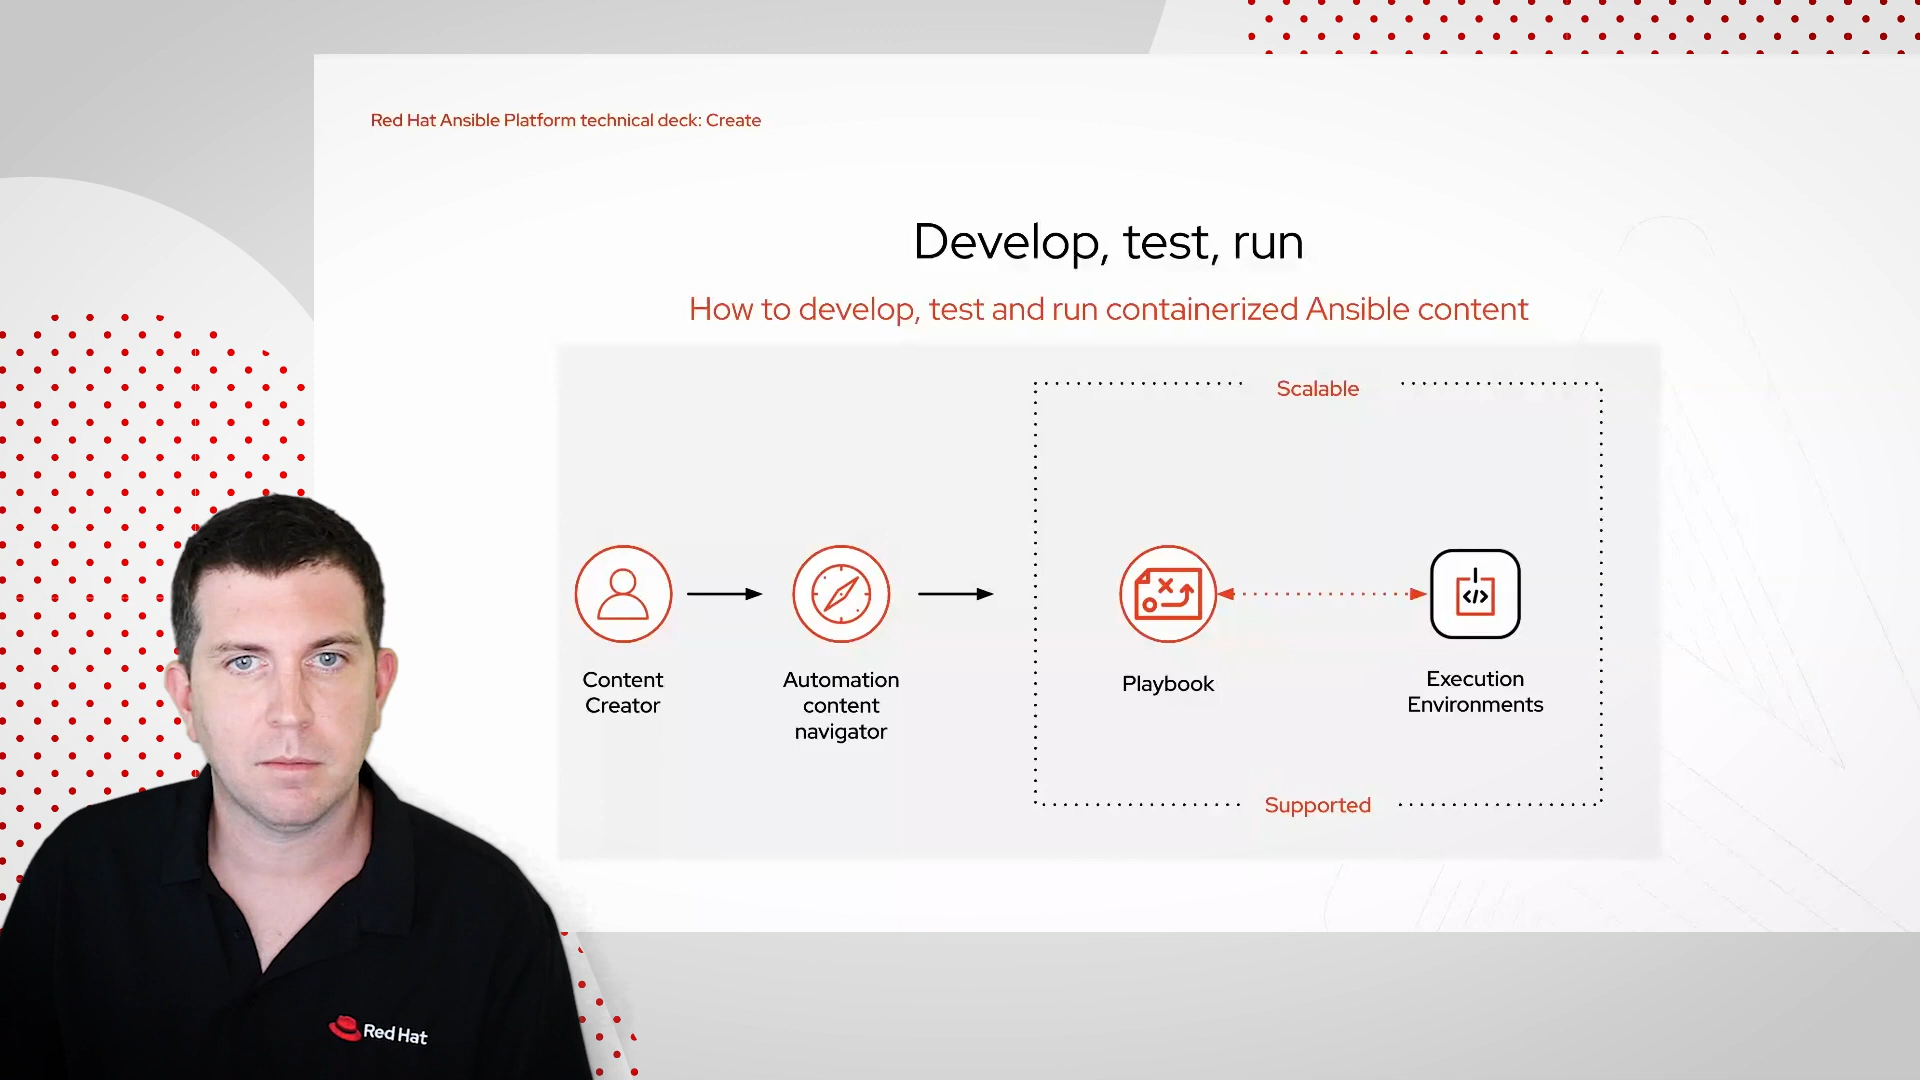 Red Hat Ansible Platform technical deck: Create
Develop, test, run
How to develop, test and run containerized Ansible content
Scalable
Content
Creator
Automation
content
navigator
Playbook
Execution
Environments
Supported
Red Hat